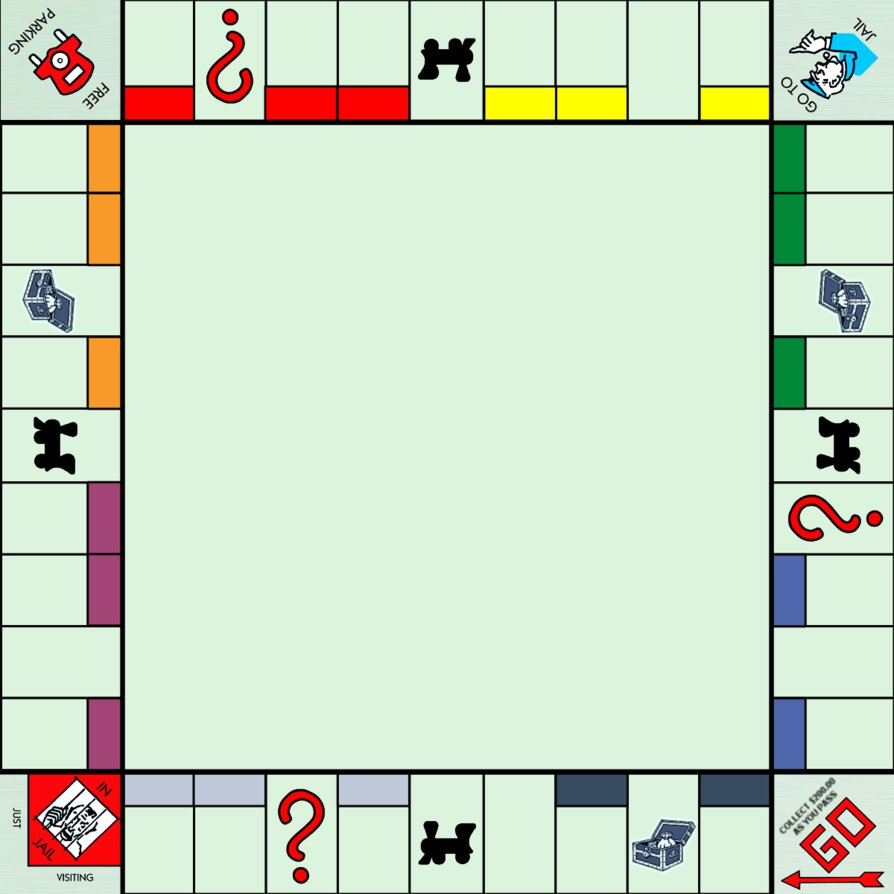 FREE
PARKING
?
GO TO
JAIL
?
IN
JAIL
JUST
VISITING
?
COLLECT $200.00
AS YOU PASS
GO